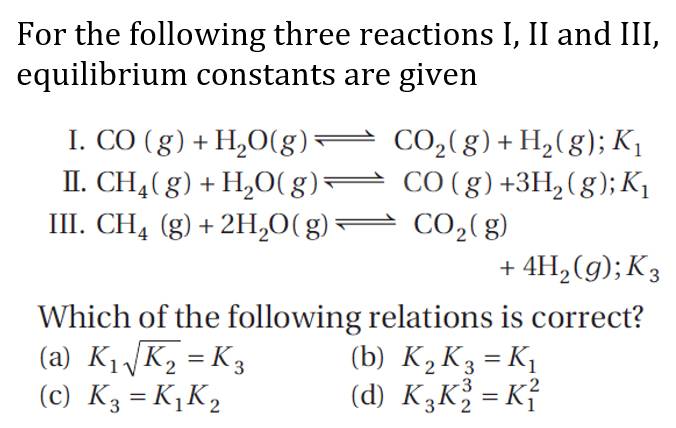 For the following three reactions I, II and III,
equilibrium constants are given
I. CO (g) + H₂O(g) ⇌ CO₂(g) + H₂(g); K₁
II. CH₄(g) + H₂O(g) ⇌ CO (g) +3H₂(g); K₁
III. CH₄ (g) + 2H₂O(g) ⇌ CO₂(g)
+ 4H₂(g); K₃
Which of the following relations is correct?
(a) K₁√K₂ = K₃ (b) K₂K₃ = K₁
(c) K₃ = K₁K₂ (d) K₃K₂³ = K₁²